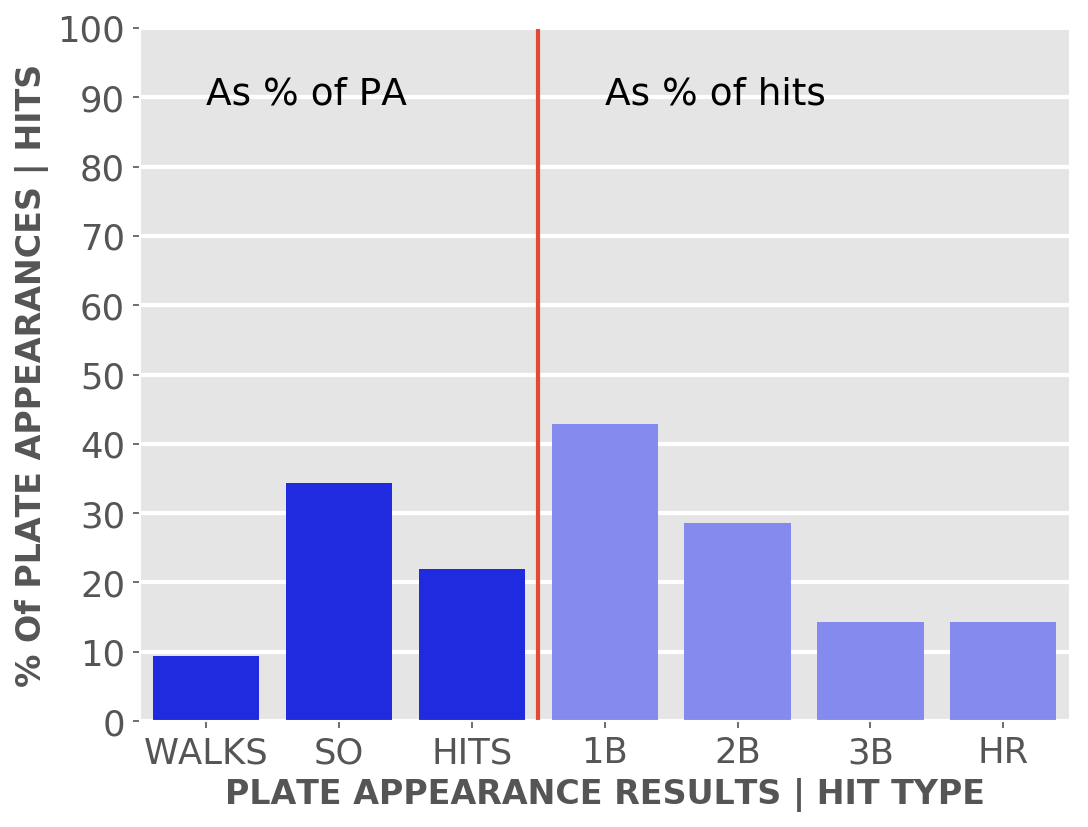 % Of PLATE APPEARANCES | HITS
100
90
80
70
60
50
40
30
20
10
0
As % of PA
As % of hits
WALKS SO HITS 1B 2B 3B HR
PLATE APPEARANCE RESULTS | HIT TYPE